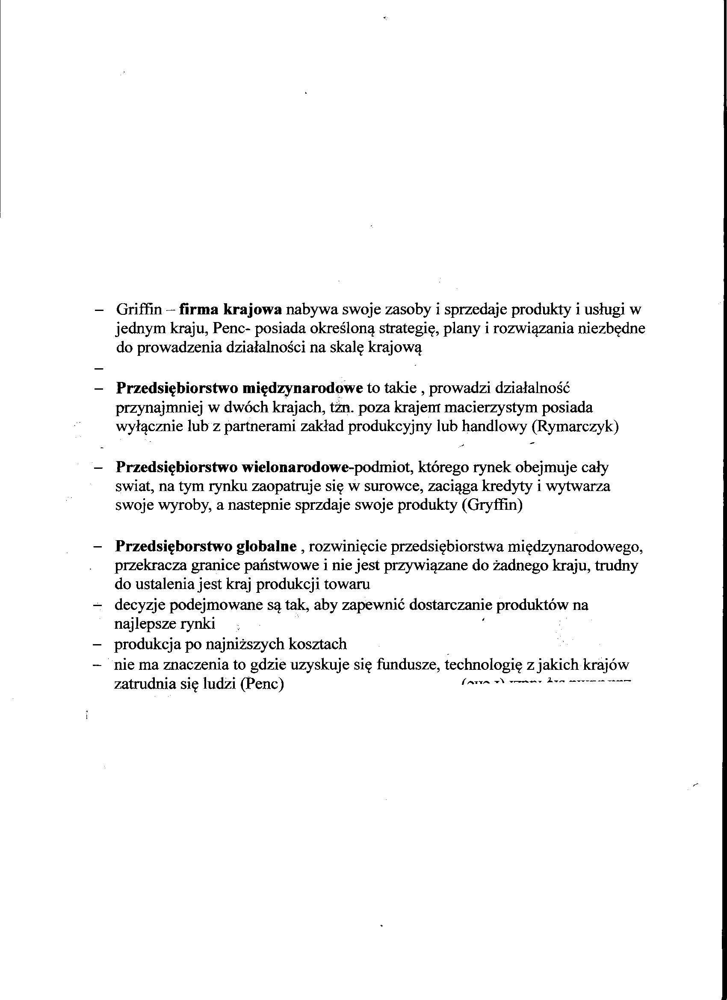 – Griffin – firma krajowa nabywa swoje zasoby i sprzedaje produkty i usługi w
jednym kraju, Penc- posiada określoną strategię, plany i rozwiązania niezbędne
do prowadzenia działalności na skalę krajową
–
– Przedsiębiorstwo międzynarodowe to takie , prowadzi działalność
przynajmniej w dwóch krajach, tzn. poza krajem macierzystym posiada
wyłącznie lub z partnerami zakład produkcyjny lub handlowy (Rymarczyk)
– Przedsiębiorstwo wielonarodowe-podmiot, którego rynek obejmuje cały
swiat, na tym rynku zaopatruje się w surowce, zaciąga kredyty i wytwarza
swoje wyroby, a nastepnie sprzdaje swoje produkty (Gryffin)
– Przedsięborstwo globalne , rozwinięcie przedsiębiorstwa międzynarodowego,
przekracza granice państwowe i nie jest przywiązane do żadnego kraju, trudny
do ustalenia jest kraj produkcji towaru
– decyzje podejmowane są tak, aby zapewnić dostarczanie produktów na
najlepsze rynki
– produkcja po najniższych kosztach
– nie ma znaczenia to gdzie uzyskuje się fundusze, technologię z jakich krajów
zatrudnia się ludzi (Penc)